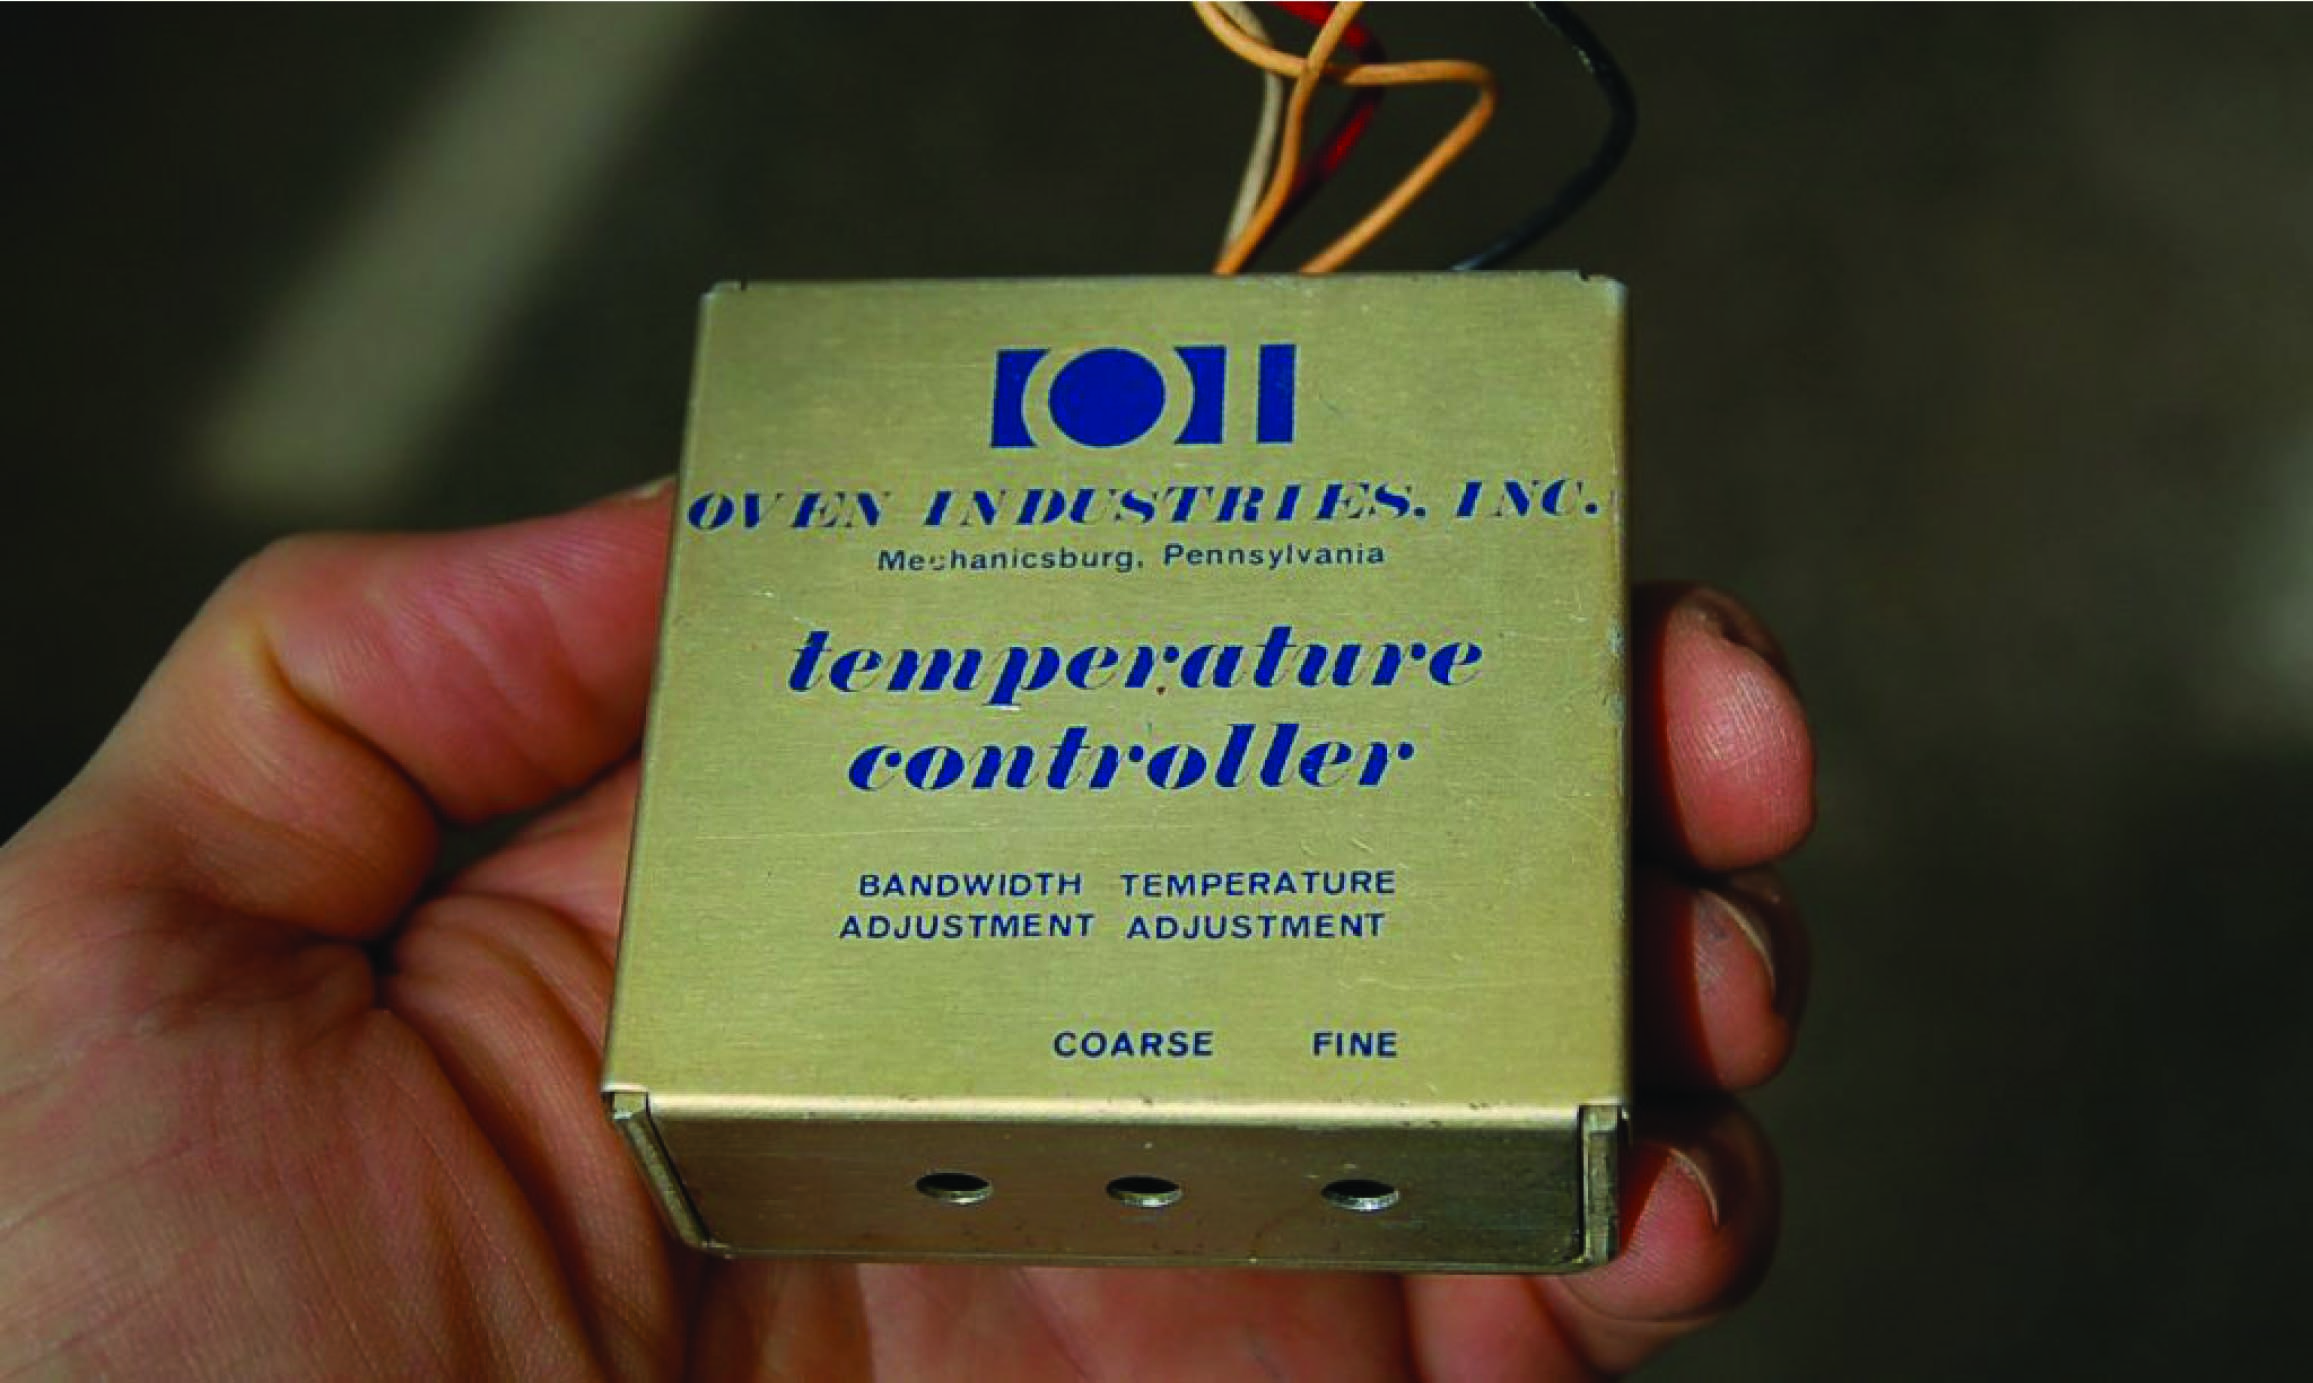 OVEN INDUSTRIES, INC.
Mechanicsburg, Pennsylvania
temperature
controller
BANDWIDTH TEMPERATURE
ADJUSTMENT ADJUSTMENT
COARSE FINE